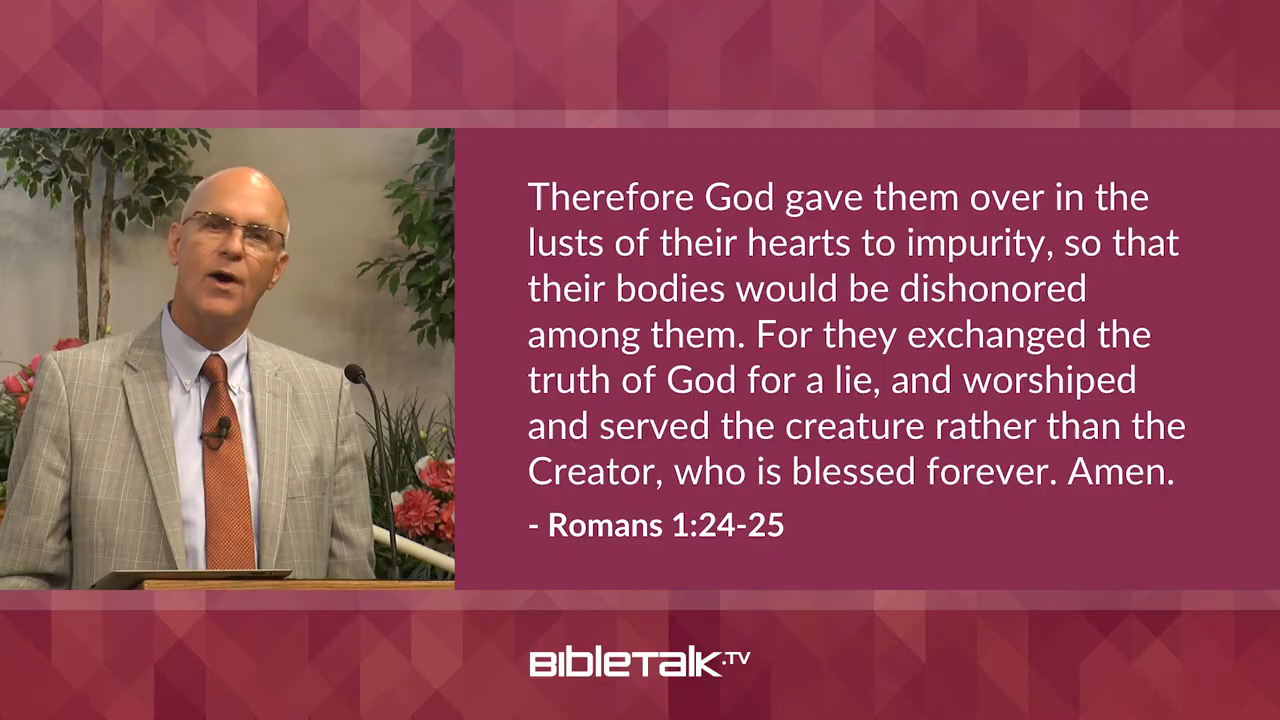 Therefore God gave them over in the
lusts of their hearts to impurity, so that
their bodies would be dishonored
among them. For they exchanged the
truth of God for a lie, and worshiped
and served the creature rather than the
Creator, who is blessed forever. Amen.
- Romans 1:24-25
BIBLETALK.TV